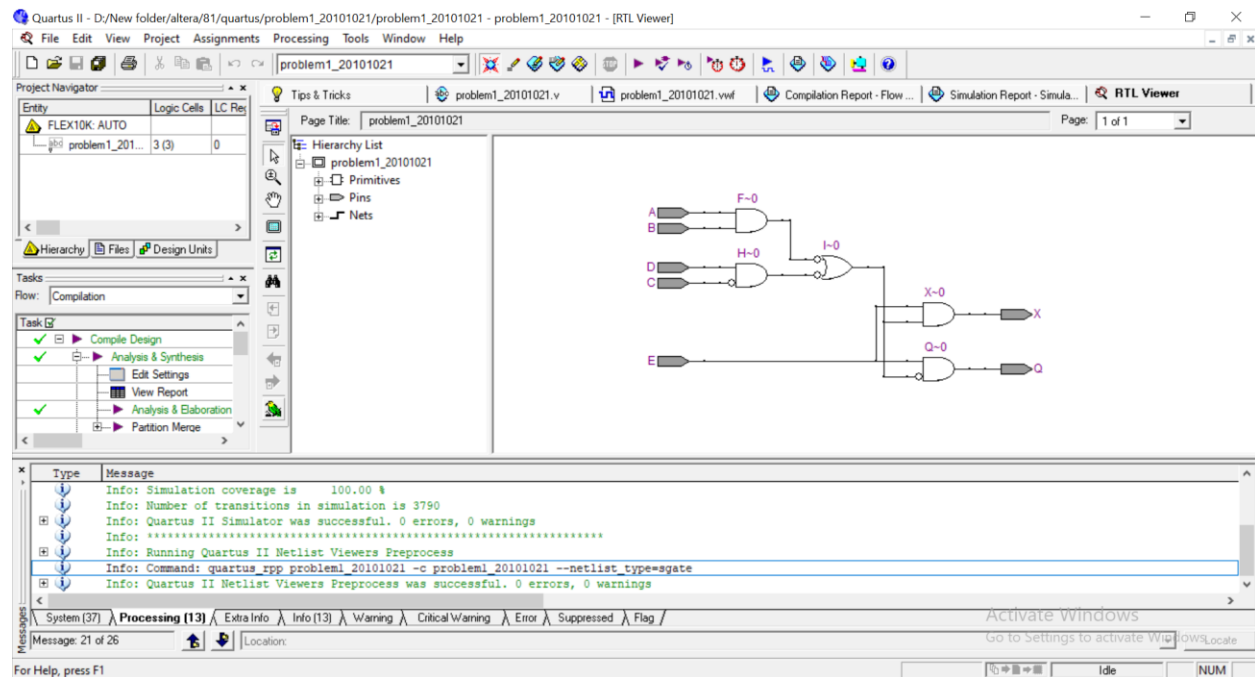 Quartus II - D:/New folder/altera/81/quartus/problem1_20101021/problem1_20101021 - problem1_20101021 - [RTL Viewer]
File Edit View Project Assignments Processing Tools Window Help
problem1_20101021
Project Navigator
Entity Logic Cells LC Reg
FLEX10K: AUTO
problem1_201... 3 (3) 0
Hierarchy Files Design Units
Tasks
Flow: Compilation
Task
Compile Design
Analysis & Synthesis
Edit Settings
View Report
Analysis & Elaboration
Partition Merge
Tips & Tricks problem1_20101021.v problem1_20101021.vwf Compilation Report - Flow ... Simulation Report - Simula... RTL Viewer
Page Title: problem1_20101021 Page: 1 of 1
Hierarchy List
problem1_20101021
Primitives
Pins
Nets
F~0
A
B
I~0
H~0
D
C
X~0
X
Q~0
E
Q
Type Message
Info: Simulation coverage is 100.00 %
Info: Number of transitions in simulation is 3790
Info: Quartus II Simulator was successful. 0 errors, 0 warnings
Info: *******************************************************************
Info: Running Quartus II Netlist Viewers Preprocess
Info: Command: quartus_rpp problem1_20101021 -c problem1_20101021 --netlist_type=sgate
Info: Quartus II Netlist Viewers Preprocess was successful. 0 errors, 0 warnings
System (37) Processing (13) Extra Info Info (13) Warning Critical Warning Error Suppressed Flag
Messages
Message: 21 of 26 Location: Locate
Activate Windows
Go to Settings to activate Windows
For Help, press F1 Idle NUM